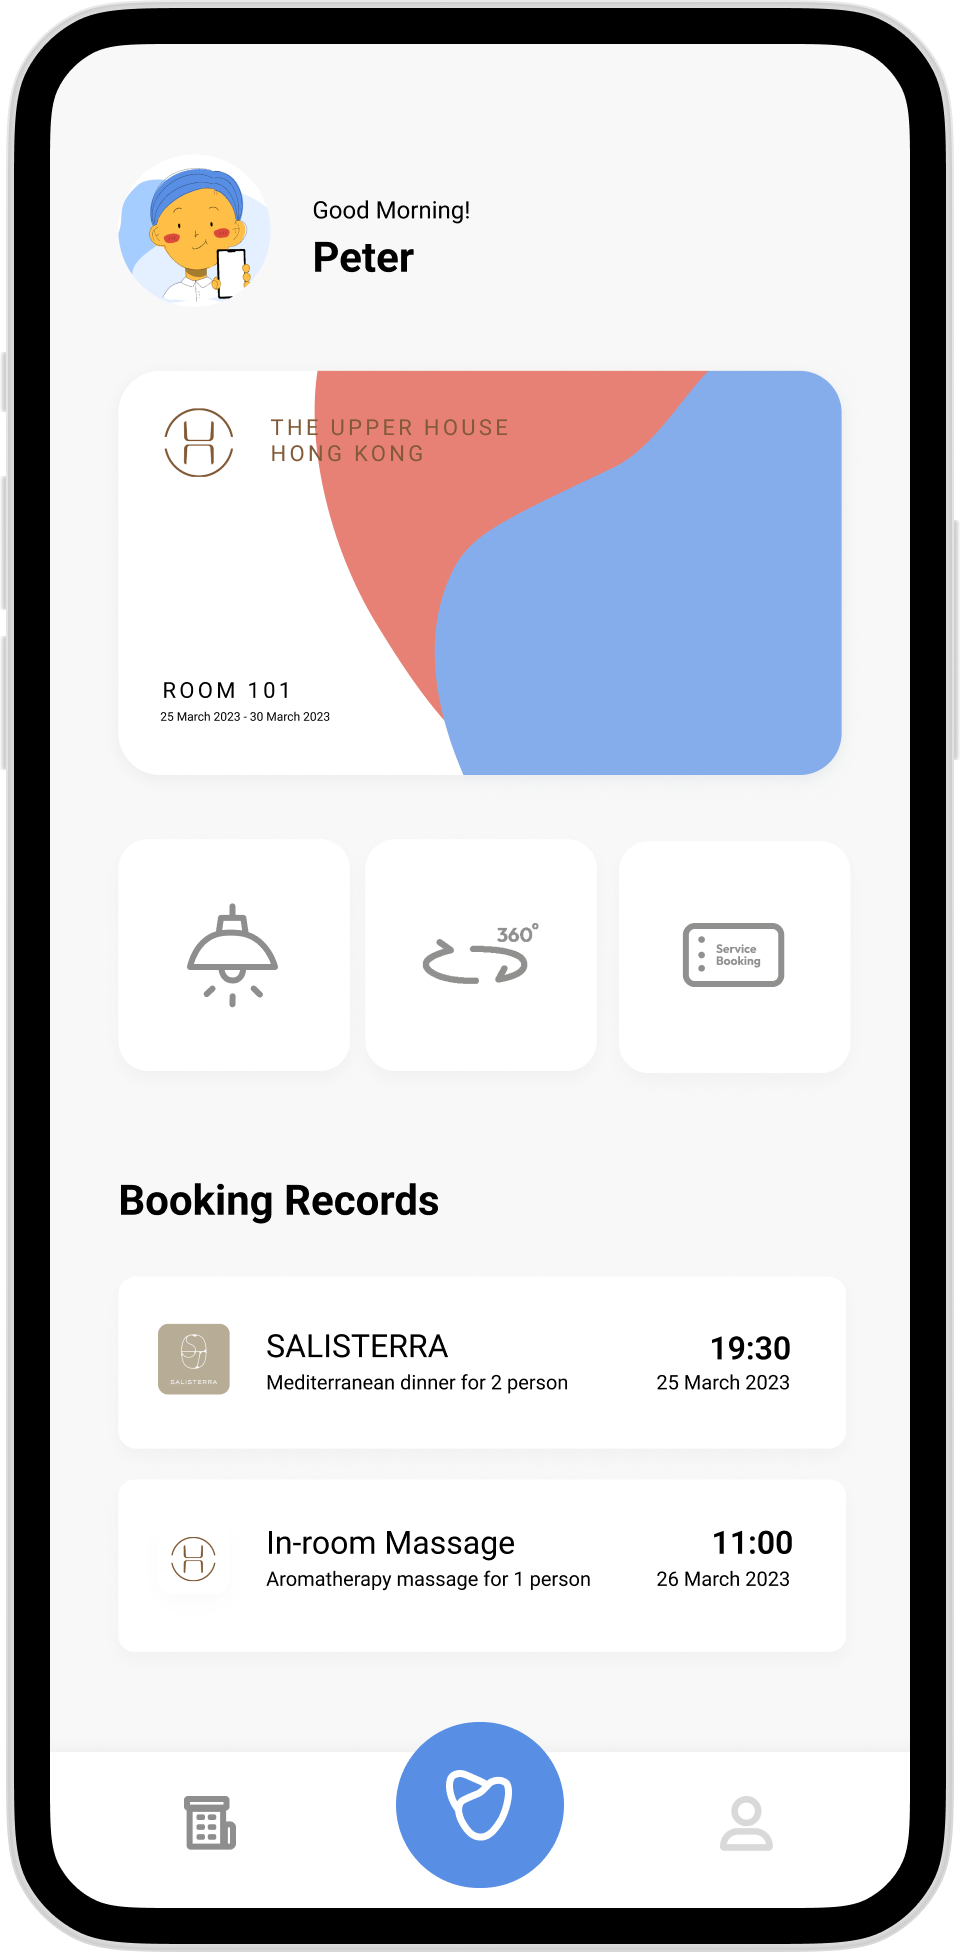 Good Morning!
Peter
THE UPPER HOUSE
HONG KONG
ROOM 101
25 March 2023 - 30 March 2023
360°
Service
Booking
Booking Records
SALISTERRA
SALISTERRA
19:30
Mediterranean dinner for 2 person
25 March 2023
In-room Massage
11:00
Aromatherapy massage for 1 person
26 March 2023